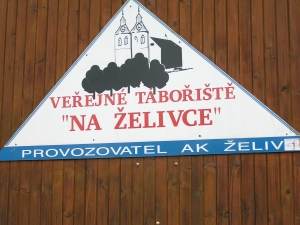 VEŘEJNÉ TÁBOŘIŠTĚ
"NA ŽELIVCE"
PROVOZOVATEL AK ŽELIV